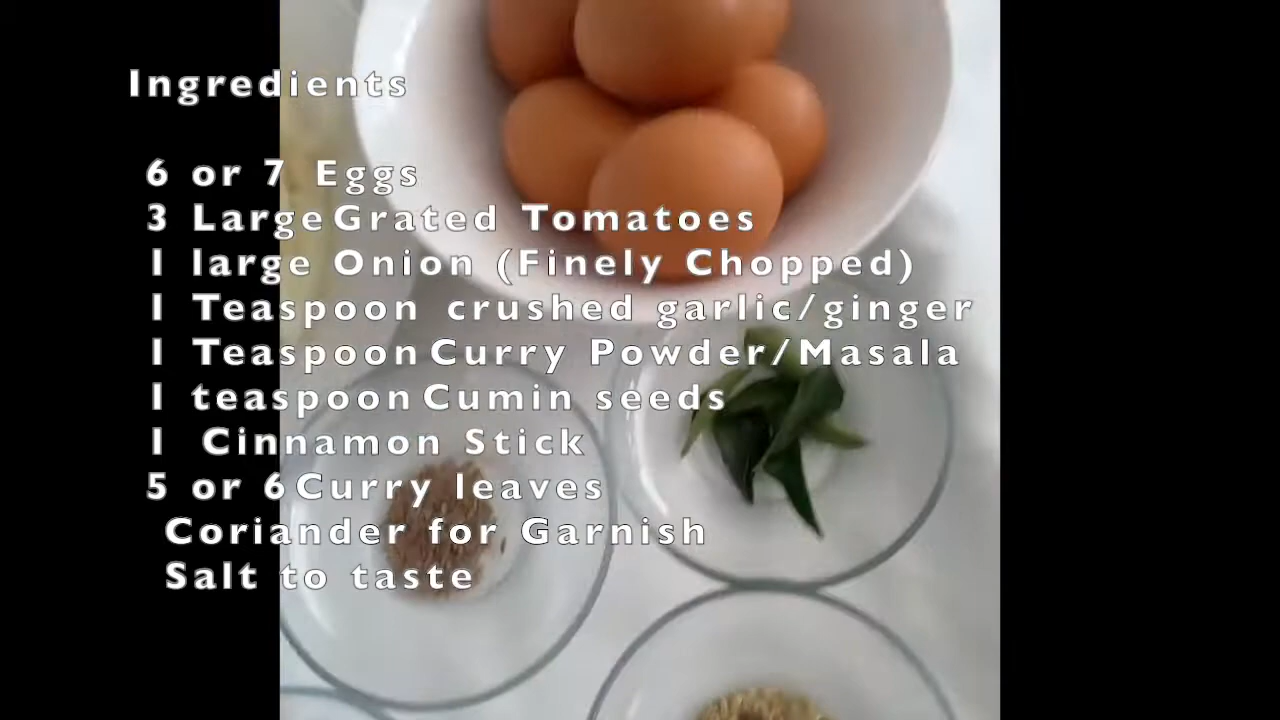 Ingredients
6 or 7 Eggs
3 Large Grated Tomatoes
1 large Onion (Finely Chopped)
1 Teaspoon crushed garlic/ginger
1 Teaspoon Curry Powder/Masala
1 teaspoon Cumin seeds
1 Cinnamon Stick
5 or 6 Curry leaves
Coriander for Garnish
Salt to taste